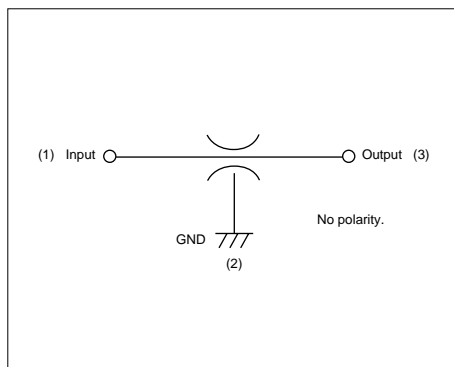 (1) Input Output (3)
No polarity.
GND
(2)